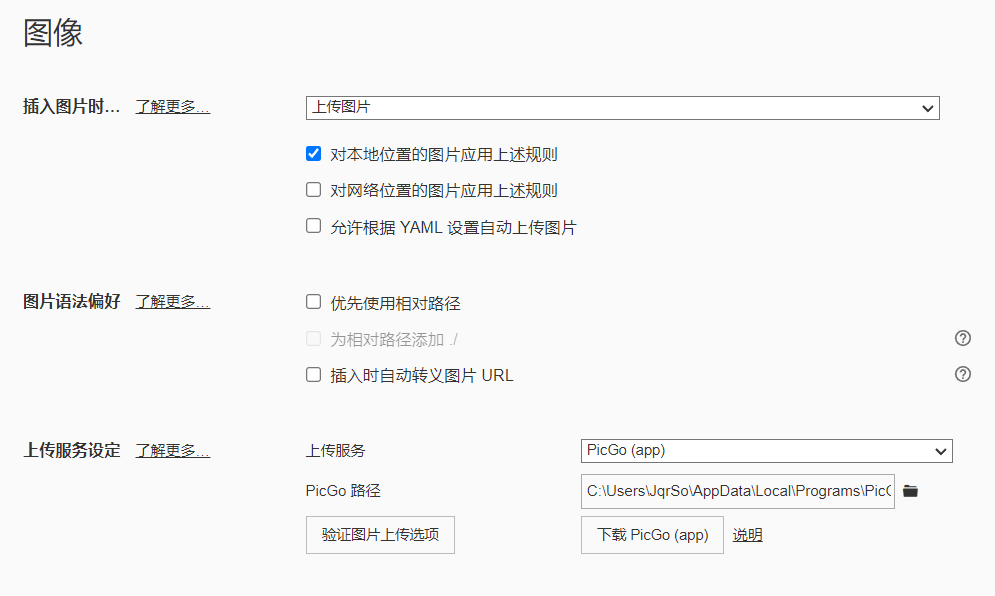 图像
插入图片时... 了解更多... 上传图片
对本地位置的图片应用上述规则
对网络位置的图片应用上述规则
允许根据 YAML 设置自动上传图片
图片语法偏好 了解更多... 优先使用相对路径
为相对路径添加 ./
插入时自动转义图片 URL
上传服务设定 了解更多... 上传服务 PicGo (app)
PicGo 路径 C:\Users\JqrSo\AppData\Local\Programs\Pic
验证图片上传选项 下载 PicGo (app) 说明